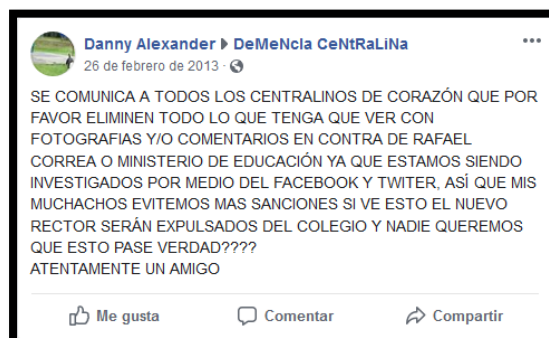 Danny Alexander ▸ DeMeNcIa CeNtRaLiNa
26 de febrero de 2013 ·
SE COMUNICA A TODOS LOS CENTRALINOS DE CORAZÓN QUE POR
FAVOR ELIMINEN TODO LO QUE TENGA QUE VER CON
FOTOGRAFIAS Y/O COMENTARIOS EN CONTRA DE RAFAEL
CORREA O MINISTERIO DE EDUCACIÓN YA QUE ESTAMOS SIENDO
INVESTIGADOS POR MEDIO DEL FACEBOOK Y TWITER, ASÍ QUE MIS
MUCHACHOS EVITEMOS MAS SANCIONES SI VE ESTO EL NUEVO
RECTOR SERÁN EXPULSADOS DEL COLEGIO Y NADIE QUEREMOS
QUE ESTO PASE VERDAD????
ATENTAMENTE UN AMIGO
Me gusta Comentar Compartir